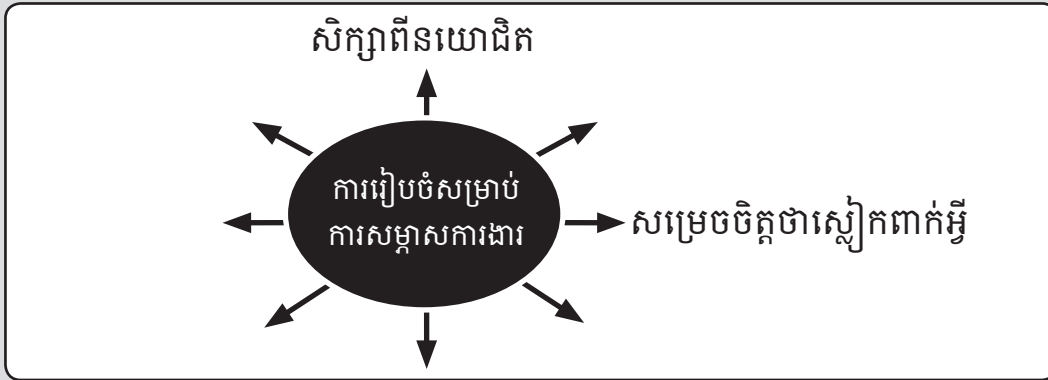 សិក្សាពីនយោជិត
ការរៀបចំសម្រាប់
ការសម្ភាសការងារ
សម្រេចចិត្តថាស្លៀកពាក់អ្វី